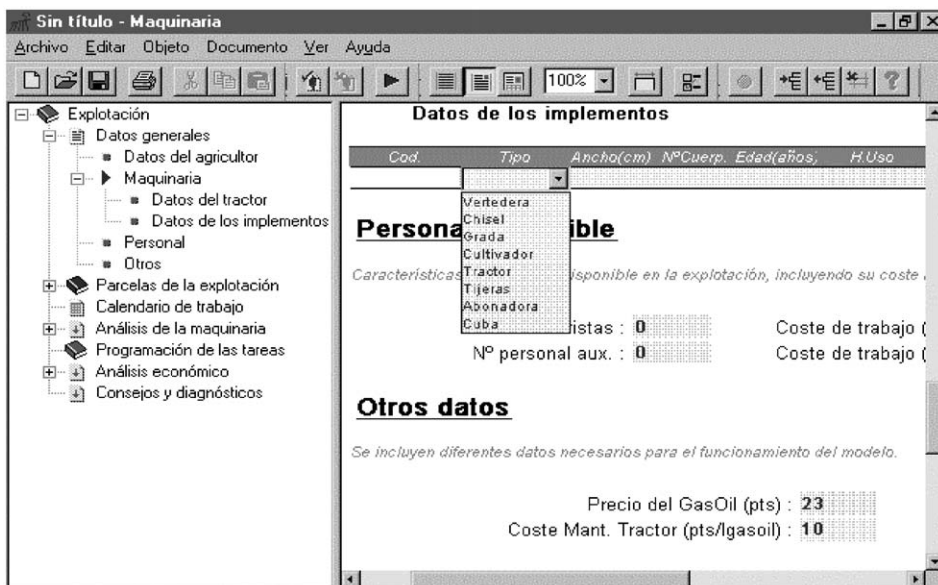 Sin título - Maquinaria
Archivo Editar Objeto Documento Ver Ayuda
100%
Explotación
Datos generales
Datos del agricultor
Maquinaria
Datos del tractor
Datos de los implementos
Personal
Otros
Parcelas de la explotación
Calendario de trabajo
Análisis de la maquinaria
Programación de las tareas
Análisis económico
Consejos y diagnósticos
Datos de los implementos
Cod. Tipo Ancho(cm) NºCuerp. Edad(años) H.Uso
Vertedera
Chisel
Grada
Cultivador
Tractor
Tijeras
Abonadora
Cuba
Persona ible
Características isponible en la explotación, incluyendo su coste
istas : 0 Coste de trabajo (
Nº personal aux. : 0 Coste de trabajo (
Otros datos
Se incluyen diferentes datos necesarios para el funcionamiento del modelo.
Precio del GasOil (pts) : 23
Coste Mant. Tractor (pts/lgasoil) : 10